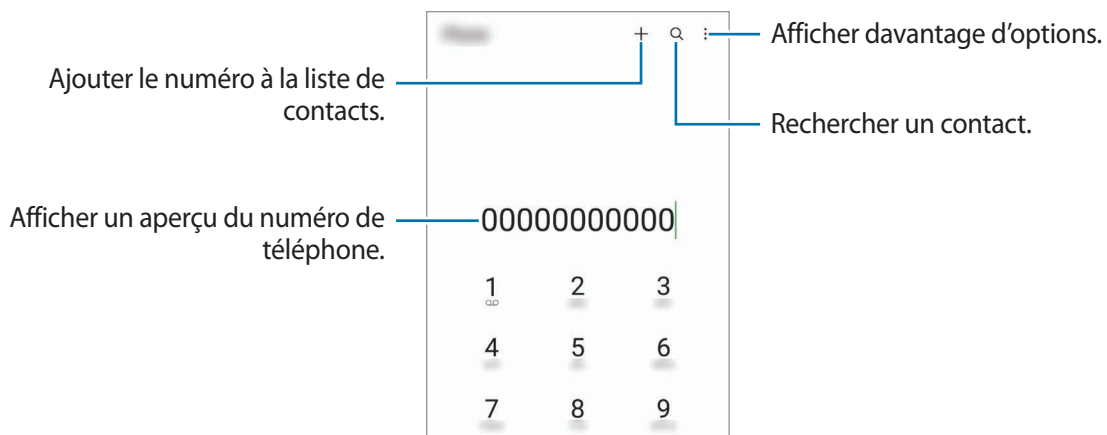 Afficher davantage d'options.
Ajouter le numéro à la liste de
contacts.
Rechercher un contact.
Afficher un aperçu du numéro de
téléphone.
00000000000
1 2 3
4 5 6
7 8 9